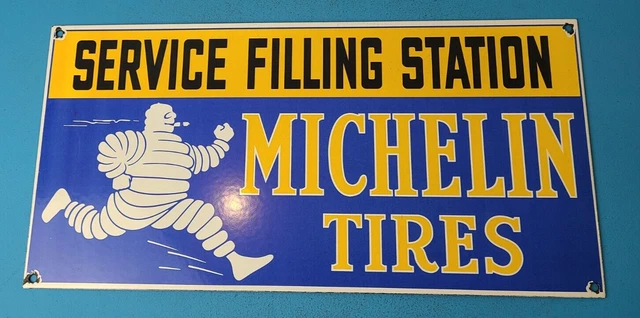 SERVICE FILLING STATION
MICHELIN
TIRES